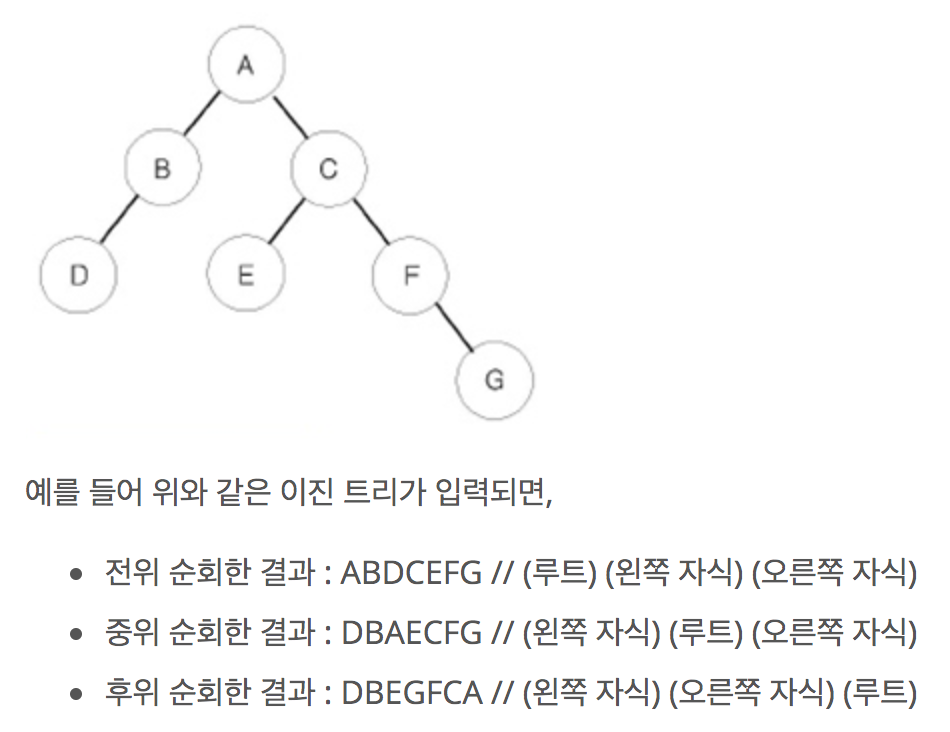 A
B
C
D
E
F
G
예를 들어 위와 같은 이진 트리가 입력되면,
• 전위 순회한 결과 : ABDCEFG // (루트) (왼쪽 자식) (오른쪽 자식)
• 중위 순회한 결과 : DBAECFG // (왼쪽 자식) (루트) (오른쪽 자식)
• 후위 순회한 결과 : DBEGFCA // (왼쪽 자식) (오른쪽 자식) (루트)